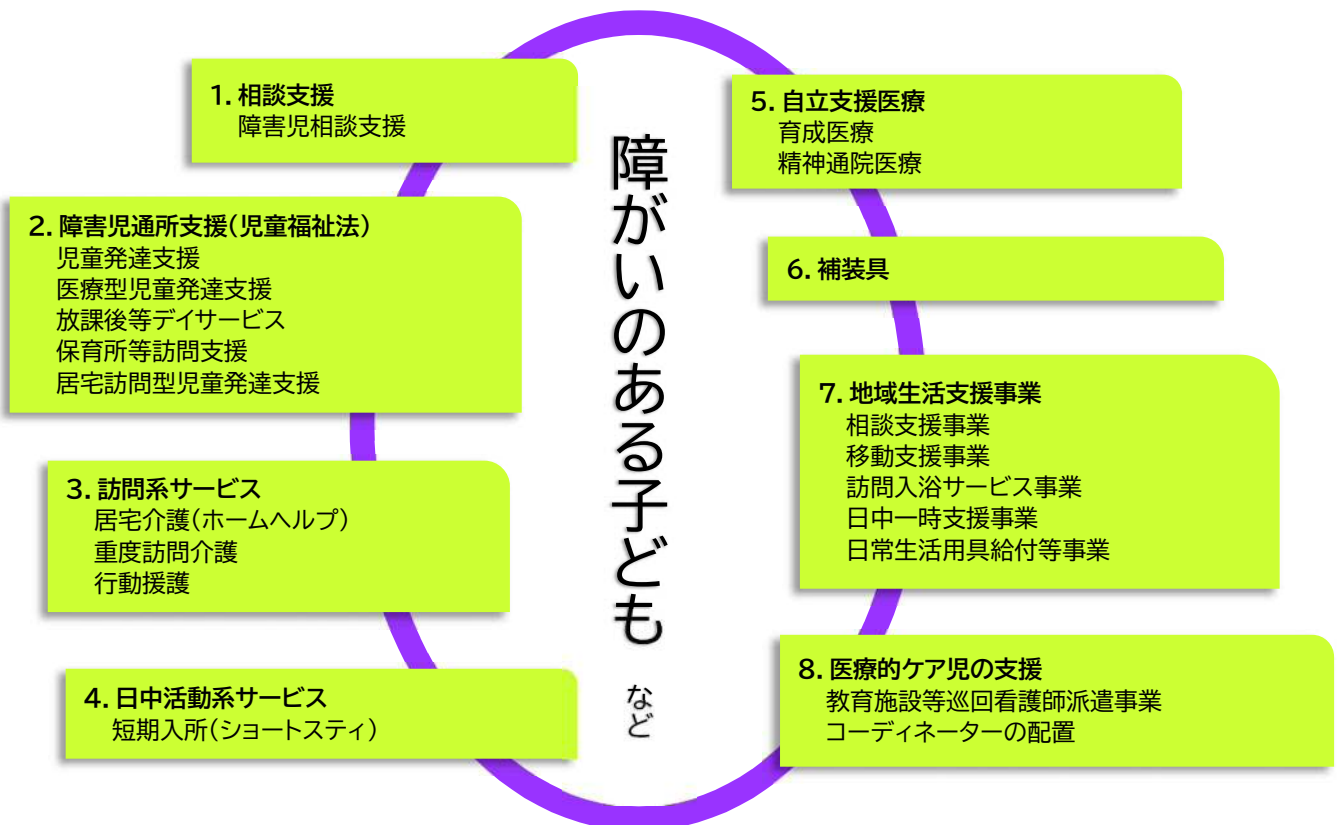 1. 相談支援
障害児相談支援
2. 障害児通所支援(児童福祉法)
児童発達支援
医療型児童発達支援
放課後等デイサービス
保育所等訪問支援
居宅訪問型児童発達支援
3. 訪問系サービス
居宅介護(ホームヘルプ)
重度訪問介護
行動援護
4. 日中活動系サービス
短期入所(ショートスティ)
障がいのある子ども など
5. 自立支援医療
育成医療
精神通院医療
6. 補装具
7. 地域生活支援事業
相談支援事業
移動支援事業
訪問入浴サービス事業
日中一時支援事業
日常生活用具給付等事業
8. 医療的ケア児の支援
教育施設等巡回看護師派遣事業
コーディネーターの配置